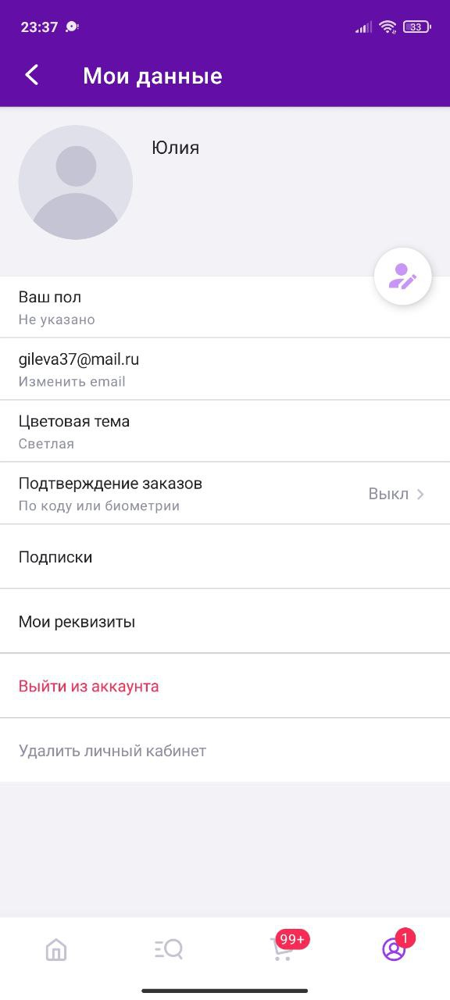 23:37
33
Мои данные
Юлия
Ваш пол
Не указано
gileva37@mail.ru
Изменить email
Цветовая тема
Светлая
Подтверждение заказов
По коду или биометрии
Выкл
Подписки
Мои реквизиты
Выйти из аккаунта
Удалить личный кабинет
99+
1